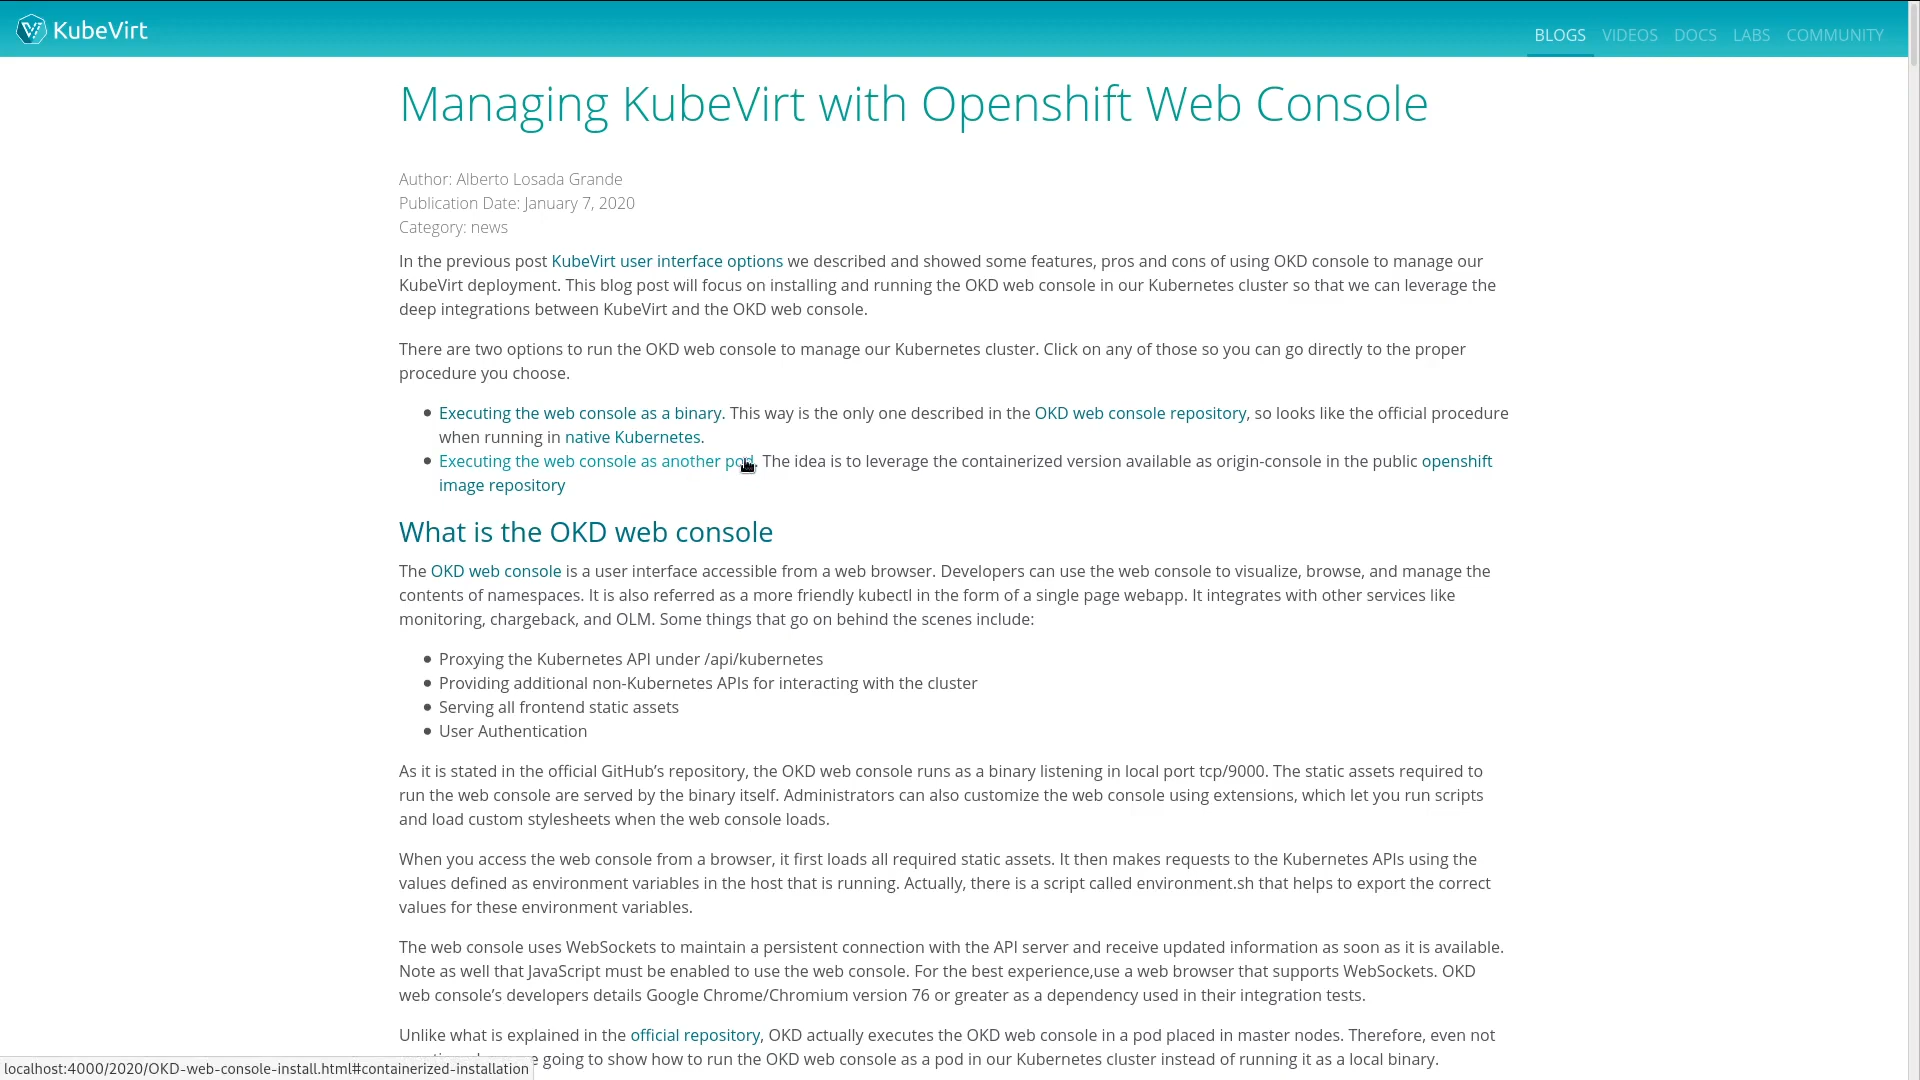 KubeVirt
BLOGS VIDEOS DOCS LABS COMMUNITY
Managing KubeVirt with Openshift Web Console
Author: Alberto Losada Grande
Publication Date: January 7, 2020
Category: news
In the previous post KubeVirt user interface options we described and showed some features, pros and cons of using OKD console to manage our
KubeVirt deployment. This blog post will focus on installing and running the OKD web console in our Kubernetes cluster so that we can leverage the
deep integrations between KubeVirt and the OKD web console.
There are two options to run the OKD web console to manage our Kubernetes cluster. Click on any of those so you can go directly to the proper
procedure you choose.
Executing the web console as a binary. This way is the only one described in the OKD web console repository, so looks like the official procedure
when running in native Kubernetes.
Executing the web console as another pod. The idea is to leverage the containerized version available as origin-console in the public openshift
image repository
What is the OKD web console
The OKD web console is a user interface accessible from a web browser. Developers can use the web console to visualize, browse, and manage the
contents of namespaces. It is also referred as a more friendly kubectl in the form of a single page webapp. It integrates with other services like
monitoring, chargeback, and OLM. Some things that go on behind the scenes include:
Proxying the Kubernetes API under /api/kubernetes
Providing additional non-Kubernetes APIs for interacting with the cluster
Serving all frontend static assets
User Authentication
As it is stated in the official GitHub’s repository, the OKD web console runs as a binary listening in local port tcp/9000. The static assets required to
run the web console are served by the binary itself. Administrators can also customize the web console using extensions, which let you run scripts
and load custom stylesheets when the web console loads.
When you access the web console from a browser, it first loads all required static assets. It then makes requests to the Kubernetes APIs using the
values defined as environment variables in the host that is running. Actually, there is a script called environment.sh that helps to export the correct
values for these environment variables.
The web console uses WebSockets to maintain a persistent connection with the API server and receive updated information as soon as it is available.
Note as well that JavaScript must be enabled to use the web console. For the best experience,use a web browser that supports WebSockets. OKD
web console’s developers details Google Chrome/Chromium version 76 or greater as a dependency used in their integration tests.
Unlike what is explained in the official repository, OKD actually executes the OKD web console in a pod placed in master nodes. Therefore, even not
going to show how to run the OKD web console as a pod in our Kubernetes cluster instead of running it as a local binary.
localhost:4000/2020/OKD-web-console-install.html#containerized-installation